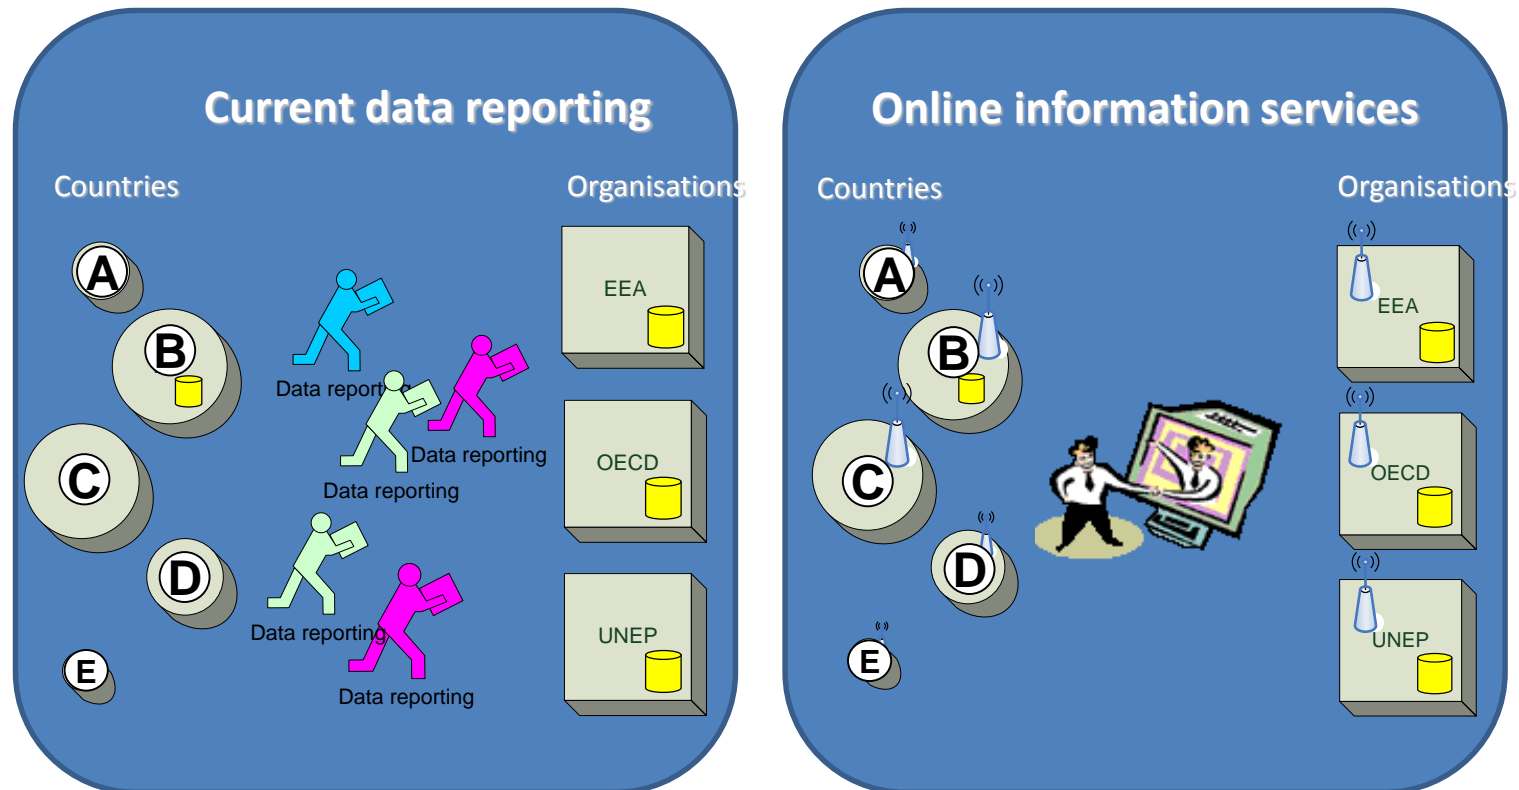 Current data reporting
Countries
Organisations
A
B
C
D
E
Data reporting
Data reporting
Data reporting
Data reporting
Data reporting
EEA
OECD
UNEP
Online information services
Countries
Organisations
A
B
C
D
E
EEA
OECD
UNEP